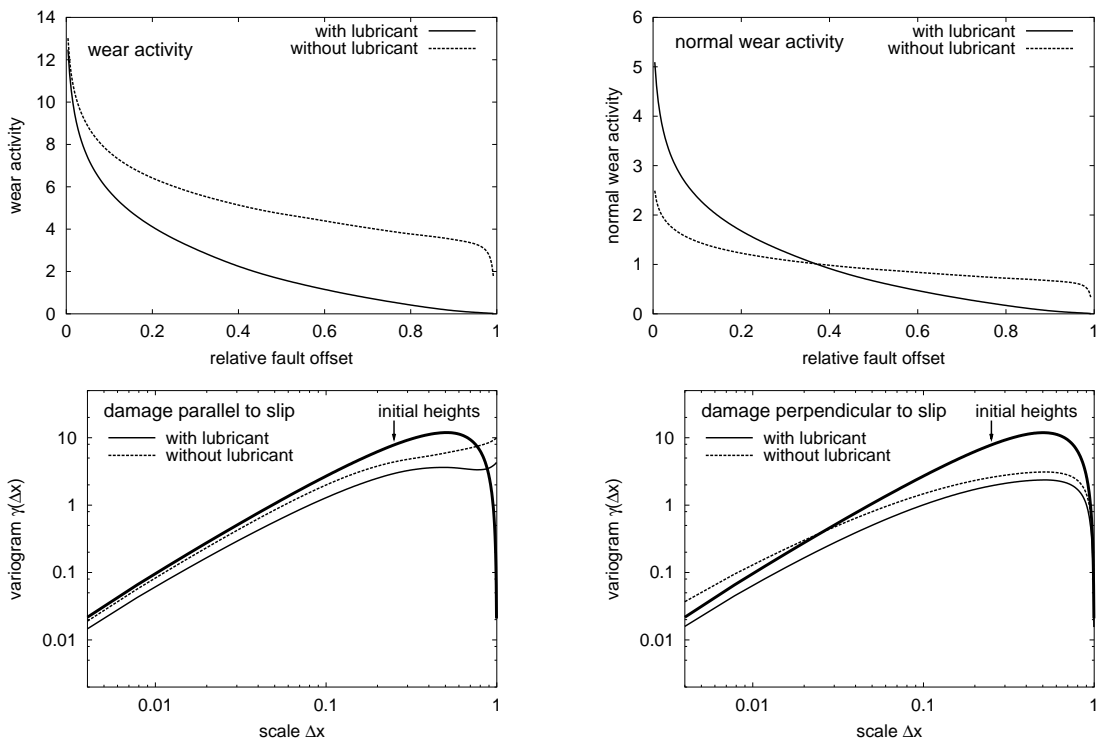 14
12
10
8
6
4
2
0
wear activity
wear activity
with lubricant
without lubricant
0
0.2
0.4
0.6
0.8
1
relative fault offset
6
5
4
3
2
1
0
normal wear activity
normal wear activity
with lubricant
without lubricant
0
0.2
0.4
0.6
0.8
1
relative fault offset
10
1
0.1
0.01
variogram γ(Δx)
damage parallel to slip
initial heights
with lubricant
without lubricant
0.01
0.1
1
scale Δx
10
1
0.1
0.01
variogram γ(Δx)
damage perpendicular to slip
initial heights
with lubricant
without lubricant
0.01
0.1
1
scale Δx